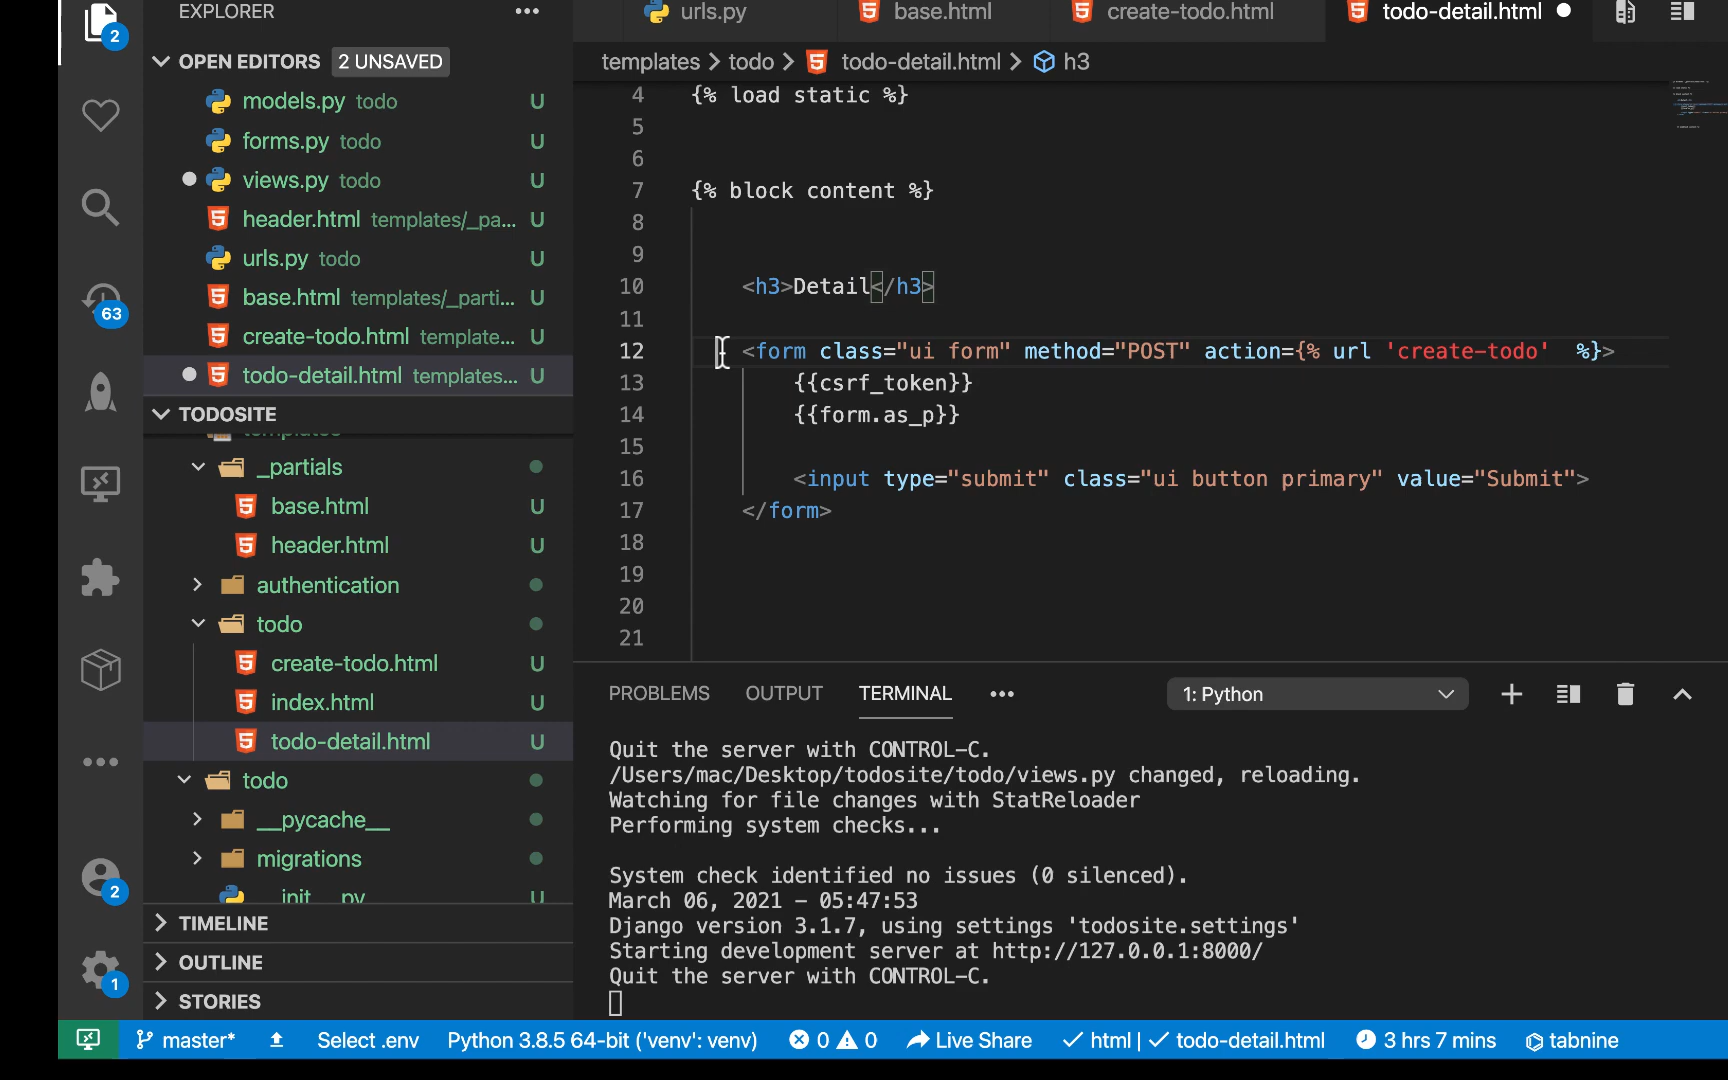 EXPLORER
2
OPEN EDITORS 2 UNSAVED
models.py todo U
forms.py todo U
views.py todo U
header.html templates/_pa... U
urls.py todo U
base.html templates/_parti... U
create-todo.html template... U
todo-detail.html templates... U
63
TODOSITE
templates
_partials
base.html U
header.html U
authentication
todo
create-todo.html U
index.html U
todo-detail.html U
todo
__pycache__
migrations
__init__.py U
2
TIMELINE
OUTLINE
1
STORIES
urls.py base.html create-todo.html todo-detail.html
templates > todo > todo-detail.html > h3
4 {% load static %}
5
6
7 {% block content %}
8
9
10 <h3>Detail</h3>
11
12 <form class="ui form" method="POST" action={% url 'create-todo'  %}>
13 {{csrf_token}}
14 {{form.as_p}}
15
16 <input type="submit" class="ui button primary" value="Submit">
17 </form>
18
19
20
21
PROBLEMS OUTPUT TERMINAL ••• 1: Python
Quit the server with CONTROL-C.
/Users/mac/Desktop/todosite/todo/views.py changed, reloading.
Watching for file changes with StatReloader
Performing system checks...
System check identified no issues (0 silenced).
March 06, 2021 - 05:47:53
Django version 3.1.7, using settings 'todosite.settings'
Starting development server at http://127.0.0.1:8000/
Quit the server with CONTROL-C.
master* Select .env Python 3.8.5 64-bit ('venv': venv) 0 0 Live Share html | todo-detail.html 3 hrs 7 mins tabnine